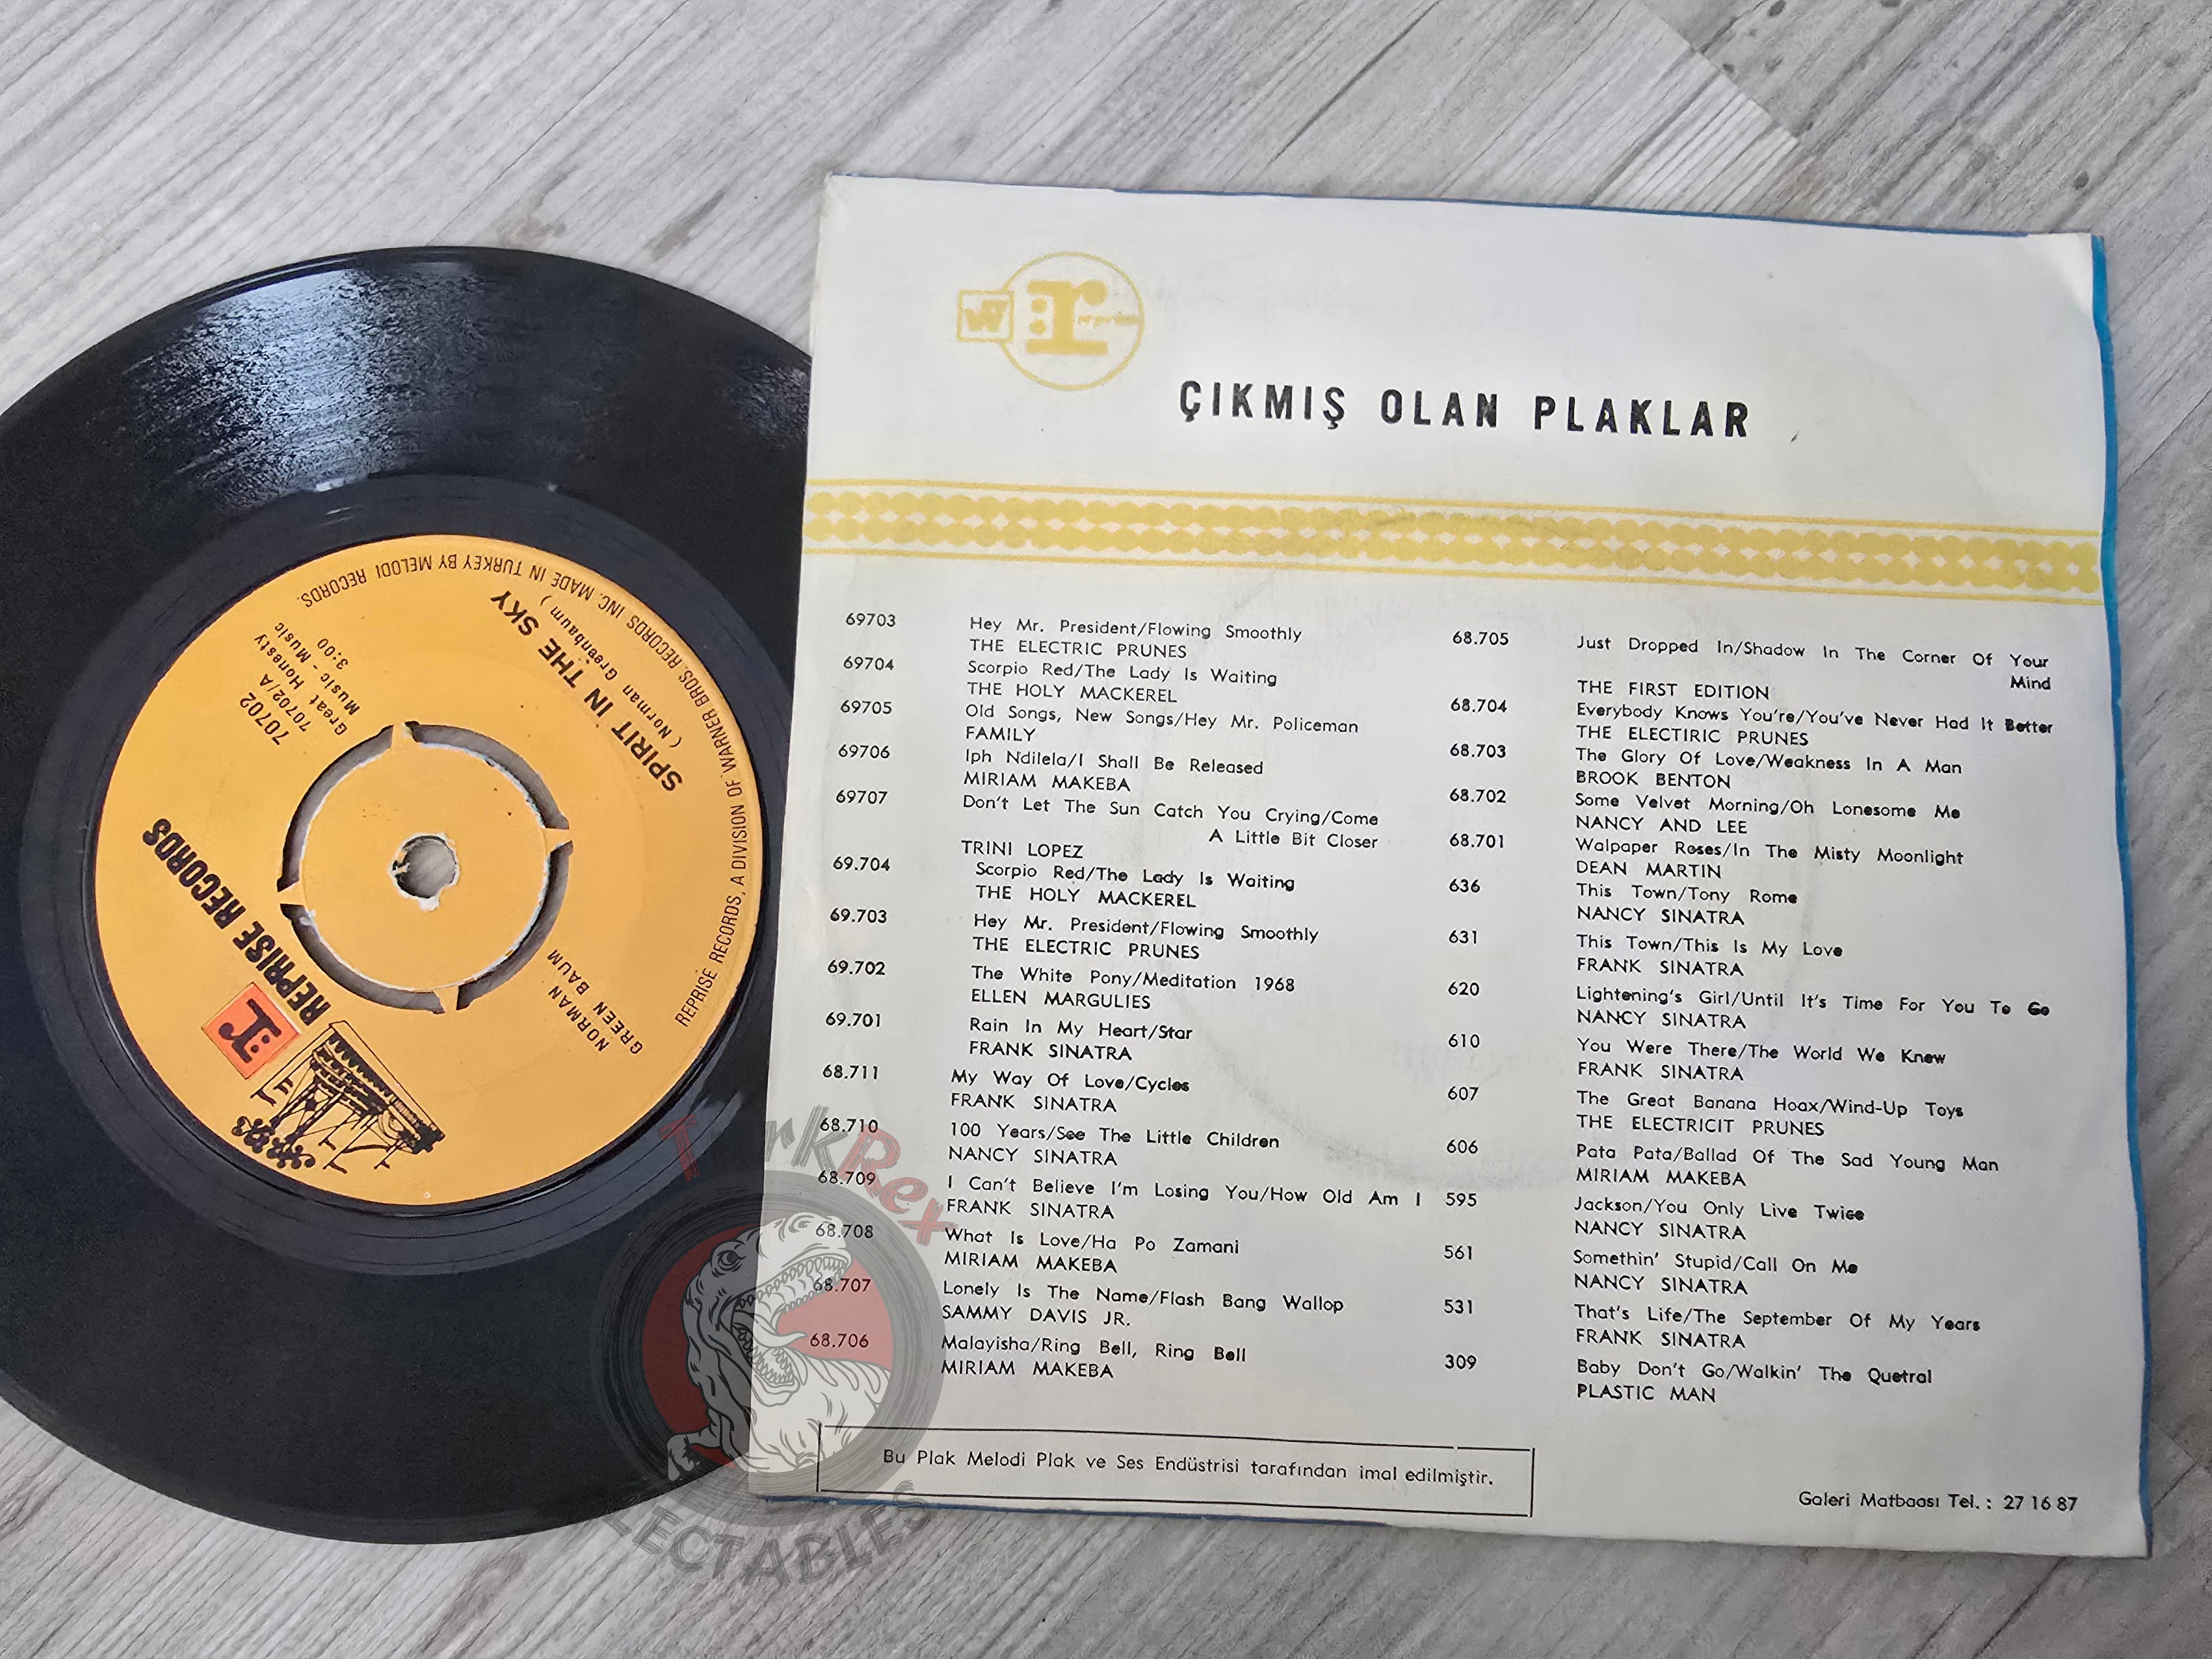 REPRISE RECORDS
70702
70702/A
Great Honesty
Music - Music
3:00
SPIRIT IN THE SKY
( Norman Greenbaum )
NORMAN
GREEN BAUM
REPRISE RECORDS, A DIVISION OF WARNER BROS. RECORDS, INC. MADE IN TURKEY BY MELODI RECORDS.
W
:r
ÇIKMIŞ OLAN PLAKLAR
69703 Hey Mr. President/Flowing Smoothly
THE ELECTRIC PRUNES
69704 Scorpio Red/The Lady Is Waiting
THE HOLY MACKEREL
69705 Old Songs, New Songs/Hey Mr. Policeman
FAMILY
69706 Iph Ndilela/I Shall Be Released
MIRIAM MAKEBA
69707 Don't Let The Sun Catch You Crying/Come
A Little Bit Closer
TRINI LOPEZ
69.704 Scorpio Red/The Lady Is Waiting
THE HOLY MACKEREL
69.703 Hey Mr. President/Flowing Smoothly
THE ELECTRIC PRUNES
69.702 The White Pony/Meditation 1968
ELLEN MARGULIES
69.701 Rain In My Heart/Star
FRANK SINATRA
68.711 My Way Of Love/Cycles
FRANK SINATRA
68.710 100 Years/See The Little Children
NANCY SINATRA
68.709 I Can't Believe I'm Losing You/How Old Am I
FRANK SINATRA
68.708 What Is Love/Ha Po Zamani
MIRIAM MAKEBA
68.707 Lonely Is The Name/Flash Bang Wallop
SAMMY DAVIS JR.
68.706 Malayisha/Ring Bell, Ring Bell
MIRIAM MAKEBA
68.705 Just Dropped In/Shadow In The Corner Of Your
Mind
THE FIRST EDITION
68.704 Everybody Knows You're/You've Never Had It Better
THE ELECTIRIC PRUNES
68.703 The Glory Of Love/Weakness In A Man
BROOK BENTON
68.702 Some Velvet Morning/Oh Lonesome Me
NANCY AND LEE
68.701 Walpaper Roses/In The Misty Moonlight
DEAN MARTIN
636 This Town/Tony Rome
NANCY SINATRA
631 This Town/This Is My Love
FRANK SINATRA
620 Lightening's Girl/Until It's Time For You To Go
NANCY SINATRA
610 You Were There/The World We Knew
FRANK SINATRA
607 The Great Banana Hoax/Wind-Up Toys
THE ELECTRICIT PRUNES
606 Pata Pata/Ballad Of The Sad Young Man
MIRIAM MAKEBA
595 Jackson/You Only Live Twice
NANCY SINATRA
561 Somethin' Stupid/Call On Me
NANCY SINATRA
531 That's Life/The September Of My Years
FRANK SINATRA
309 Baby Don't Go/Walkin' The Quetral
PLASTIC MAN
Bu Plak Melodi Plak ve Ses Endüstrisi tarafından imal edilmiştir.
Galeri Matbaası Tel. : 27 16 87
TurkRex
LECTABLES